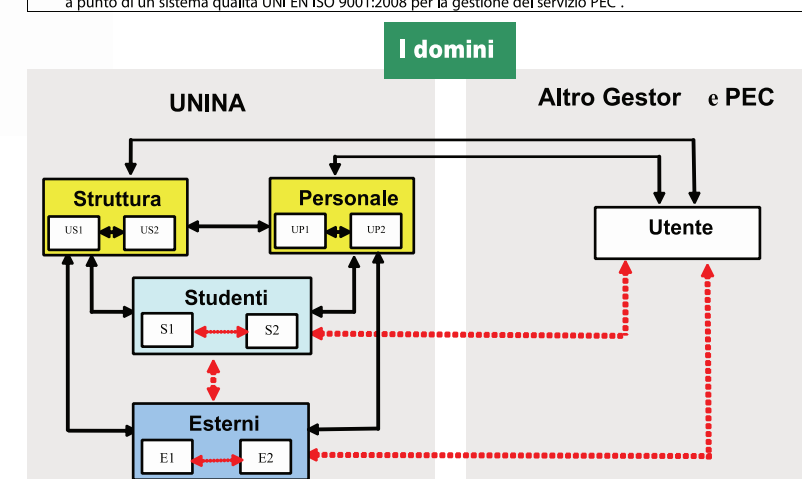 a punto di un sistema qualità UNI EN ISO 9001:2008 per la gestione del servizio PEC".
I domini
UNINA
Altro Gestor e PEC
Struttura
US1
US2
Personale
UP1
UP2
Utente
Studenti
S1
S2
Esterni
E1
E2